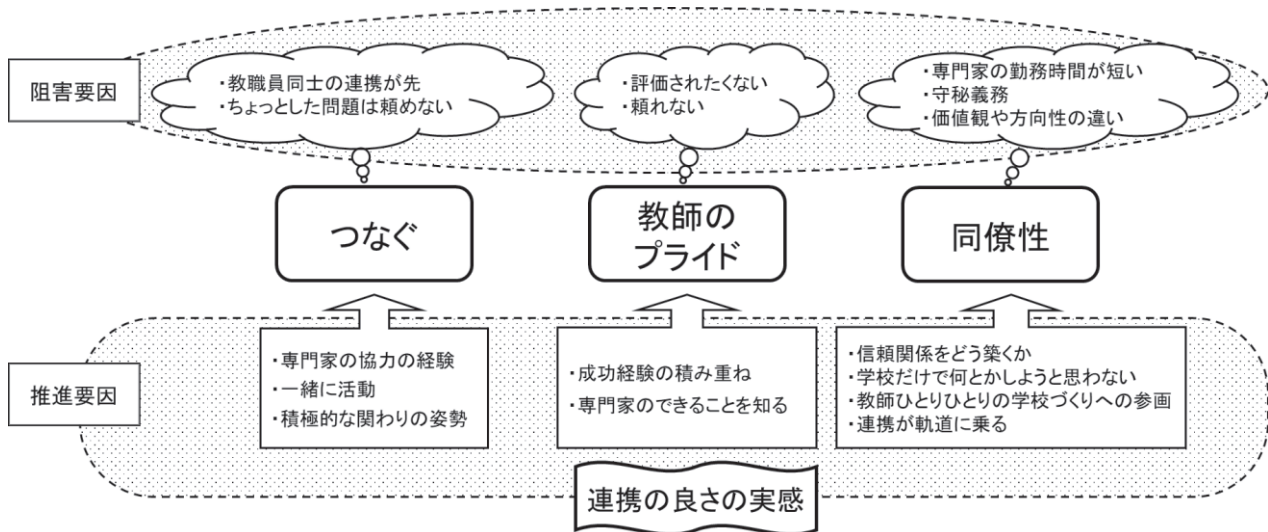 阻害要因
・教職員同士の連携が先
・ちょっとした問題は頼めない
・評価されたくない
・頼れない
・専門家の勤務時間が短い
・守秘義務
・価値観や方向性の違い
つなぐ
教師の
プライド
同僚性
推進要因
・専門家の協力の経験
・一緒に活動
・積極的な関わりの姿勢
・成功経験の積み重ね
・専門家のできることを知る
・信頼関係をどう築くか
・学校だけで何とかしようと思わない
・教師ひとりひとりの学校づくりへの参画
・連携が軌道に乗る
連携の良さの実感